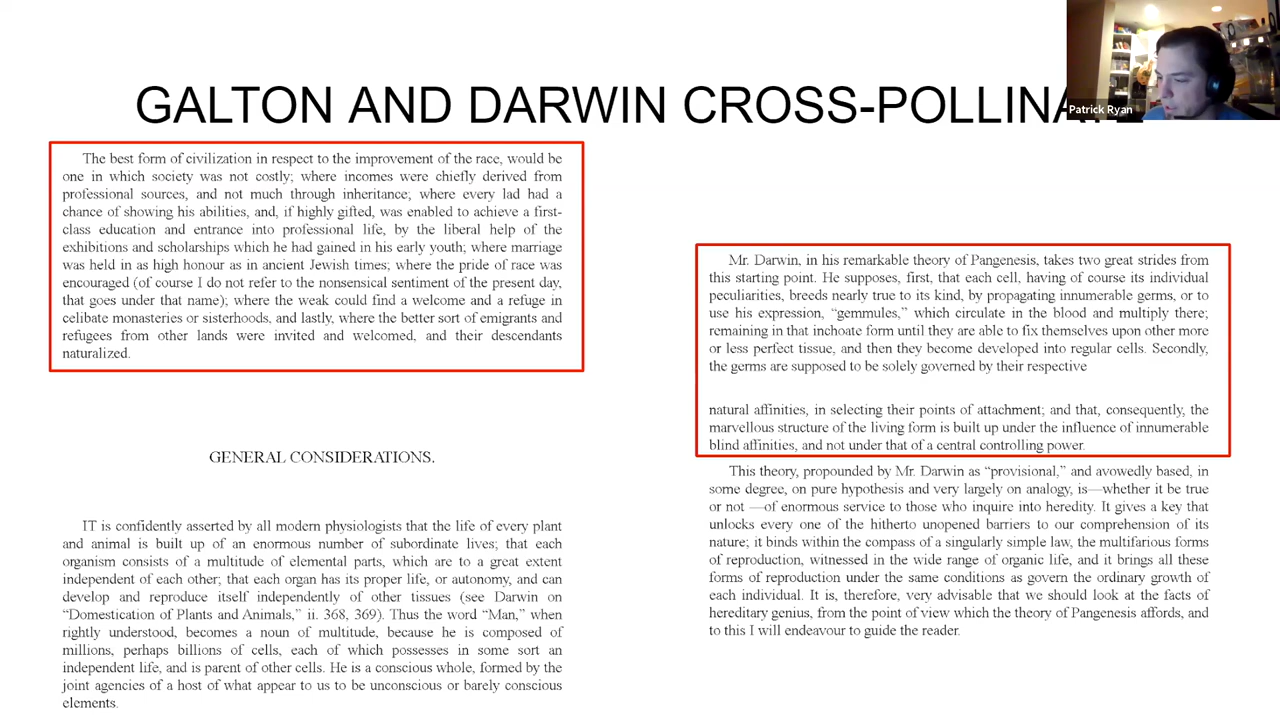 GALTON AND DARWIN CROSS-POLLINATE
Patrick Ryan
The best form of civilization in respect to the improvement of the race, would be
one in which society was not costly; where incomes were chiefly derived from
professional sources, and not much through inheritance; where every lad had a
chance of showing his abilities, and, if highly gifted, was enabled to achieve a first-
class education and entrance into professional life, by the liberal help of the
exhibitions and scholarships which he had gained in his early youth; where marriage
was held in as high honour as in ancient Jewish times; where the pride of race was
encouraged (of course I do not refer to the nonsensical sentiment of the present day,
that goes under that name); where the weak could find a welcome and a refuge in
celibate monasteries or sisterhoods, and lastly, where the better sort of emigrants and
refugees from other lands were invited and welcomed, and their descendants
naturalized.
GENERAL CONSIDERATIONS.
IT is confidently asserted by all modern physiologists that the life of every plant
and animal is built up of an enormous number of subordinate lives; that each
organism consists of a multitude of elemental parts, which are to a great extent
independent of each other; that each organ has its proper life, or autonomy, and can
develop and reproduce itself independently of other tissues (see Darwin on
“Domestication of Plants and Animals,” ii. 368, 369). Thus the word “Man,” when
rightly understood, becomes a noun of multitude, because he is composed of
millions, perhaps billions of cells, each of which possesses in some sort an
independent life, and is parent of other cells. He is a conscious whole, formed by the
joint agencies of a host of what appear to us to be unconscious or barely conscious
elements.
Mr. Darwin, in his remarkable theory of Pangenesis, takes two great strides from
this starting point. He supposes, first, that each cell, having of course its individual
peculiarities, breeds nearly true to its kind, by propagating innumerable germs, or to
use his expression, “gemmules,” which circulate in the blood and multiply there;
remaining in that inchoate form until they are able to fix themselves upon other more
or less perfect tissue, and then they become developed into regular cells. Secondly,
the germs are supposed to be solely governed by their respective
natural affinities, in selecting their points of attachment; and that, consequently, the
marvellous structure of the living form is built up under the influence of innumerable
blind affinities, and not under that of a central controlling power.
This theory, propounded by Mr. Darwin as “provisional,” and avowedly based, in
some degree, on pure hypothesis and very largely on analogy, is—whether it be true
or not —of enormous service to those who inquire into heredity. It gives a key that
unlocks every one of the hitherto unopened barriers to our comprehension of its
nature; it binds within the compass of a singularly simple law, the multifarious forms
of reproduction, witnessed in the wide range of organic life, and it brings all these
forms of reproduction under the same conditions as govern the ordinary growth of
each individual. It is, therefore, very advisable that we should look at the facts of
hereditary genius, from the point of view which the theory of Pangenesis affords, and
to this I will endeavour to guide the reader.